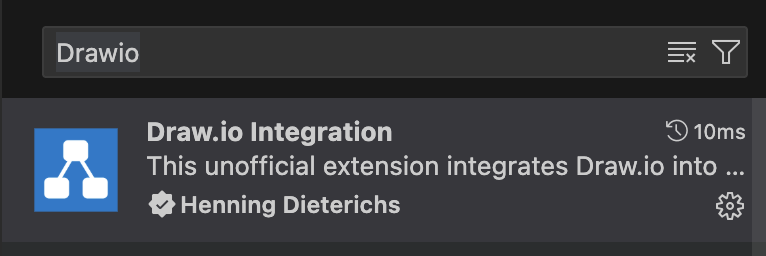 Drawio
Draw.io Integration
10ms
This unofficial extension integrates Draw.io into ...
Henning Dieterichs